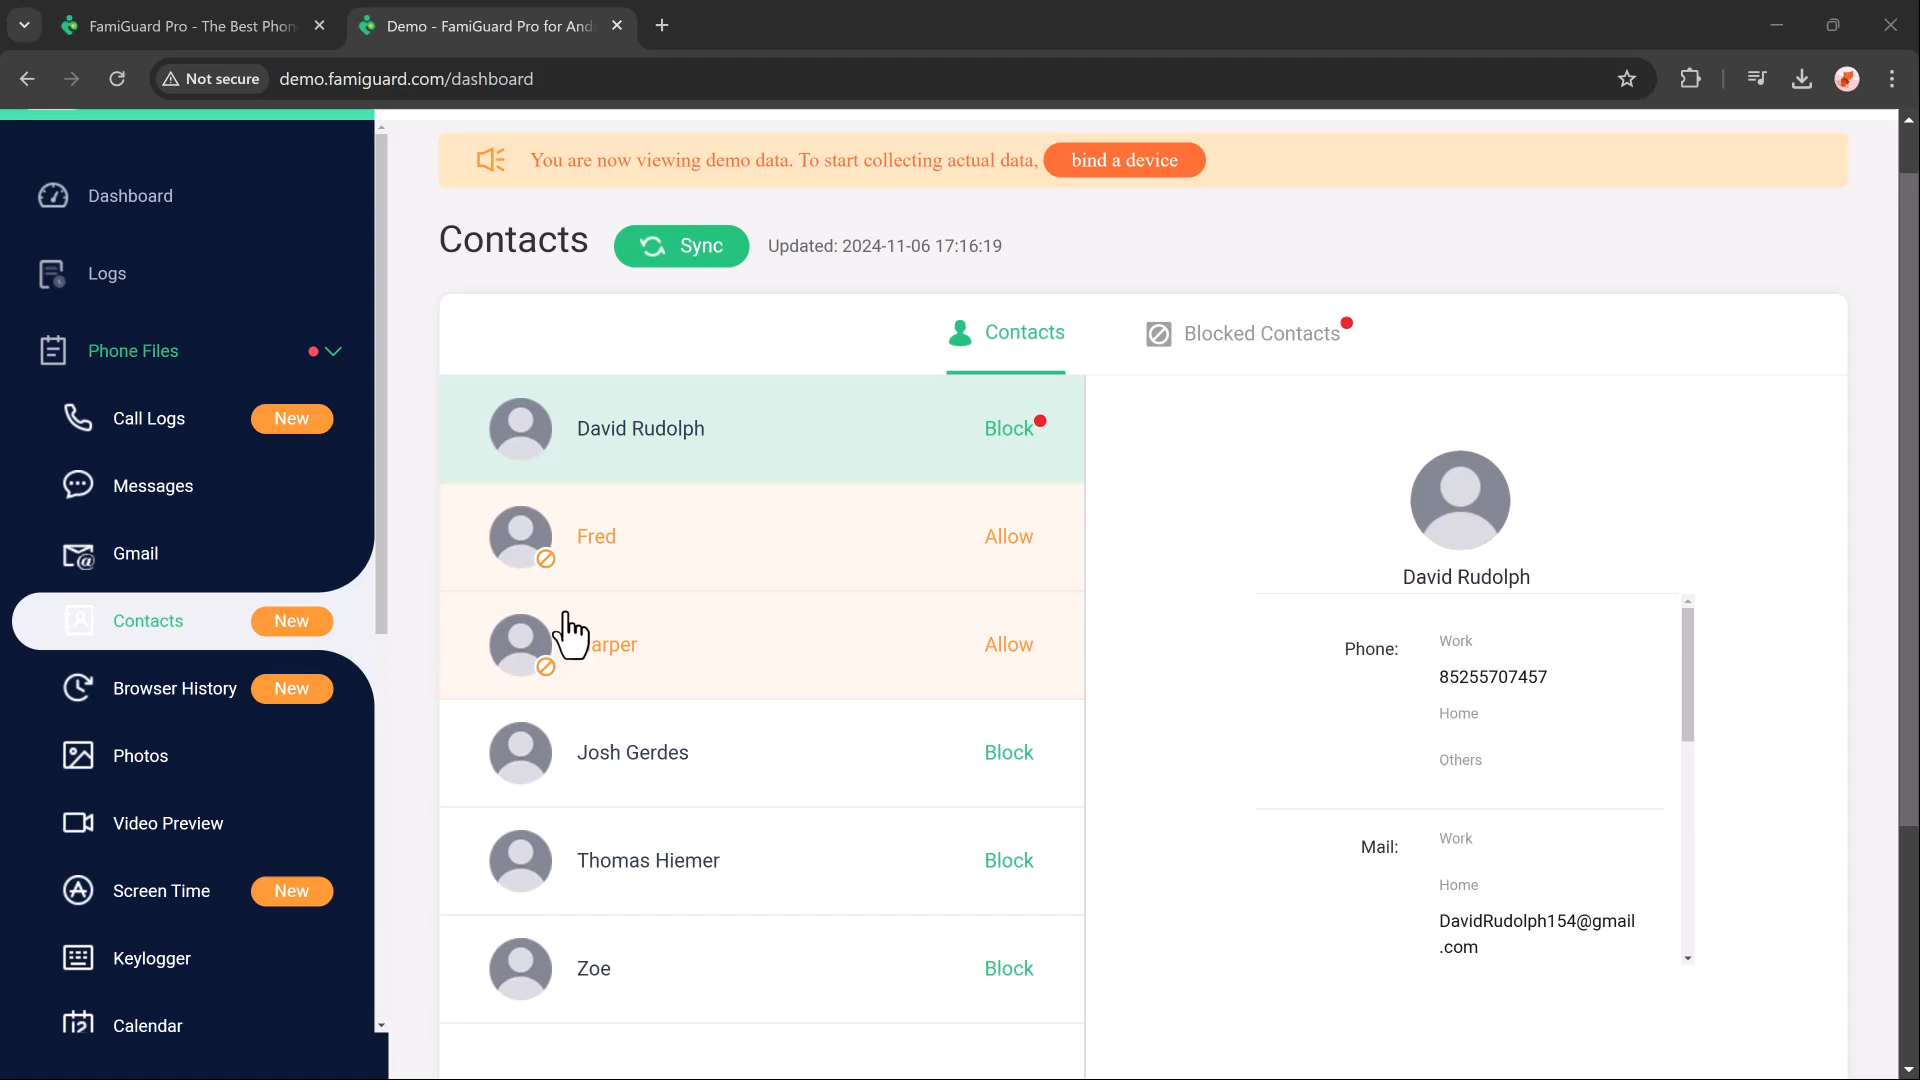 FamiGuard Pro - The Best Phon
Demo - FamiGuard Pro for And
Not secure
demo.famiguard.com/dashboard
You are now viewing demo data. To start collecting actual data, bind a device
Dashboard
Logs
Phone Files
Call Logs New
Messages
Gmail
Contacts New
Browser History New
Photos
Video Preview
Screen Time New
Keylogger
Calendar
Contacts Sync Updated: 2024-11-06 17:16:19
Contacts Blocked Contacts
David Rudolph Block
Fred Allow
arper Allow
Josh Gerdes Block
Thomas Hiemer Block
Zoe Block
David Rudolph
Phone: Work
85255707457
Home
Others
Mail: Work
Home
DavidRudolph154@gmail
.com